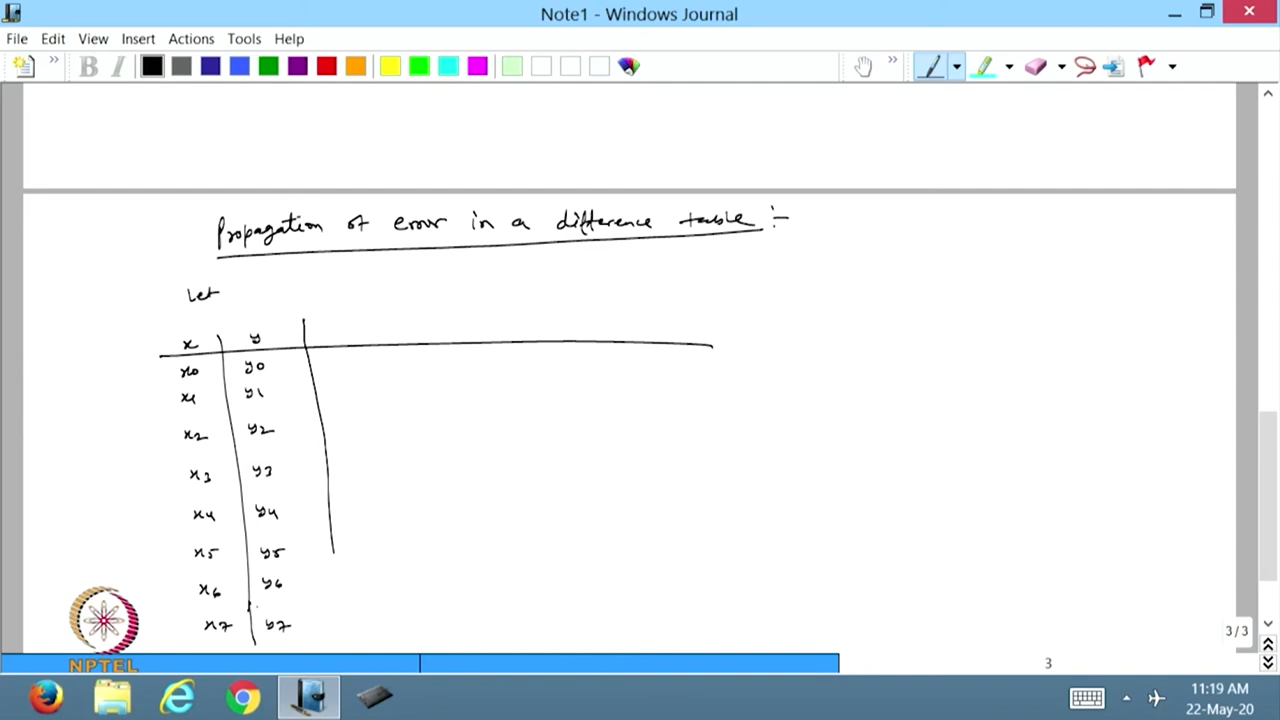 Note1 - Windows Journal
File Edit View Insert Actions Tools Help
B I
Propagation of error in a difference table :-
Let
x y
x0 y0
x1 y1
x2 y2
x3 y3
x4 y4
x5 y5
x6 y6
x7 y7
3/3
NPTEL
3
11:19 AM
22-May-20